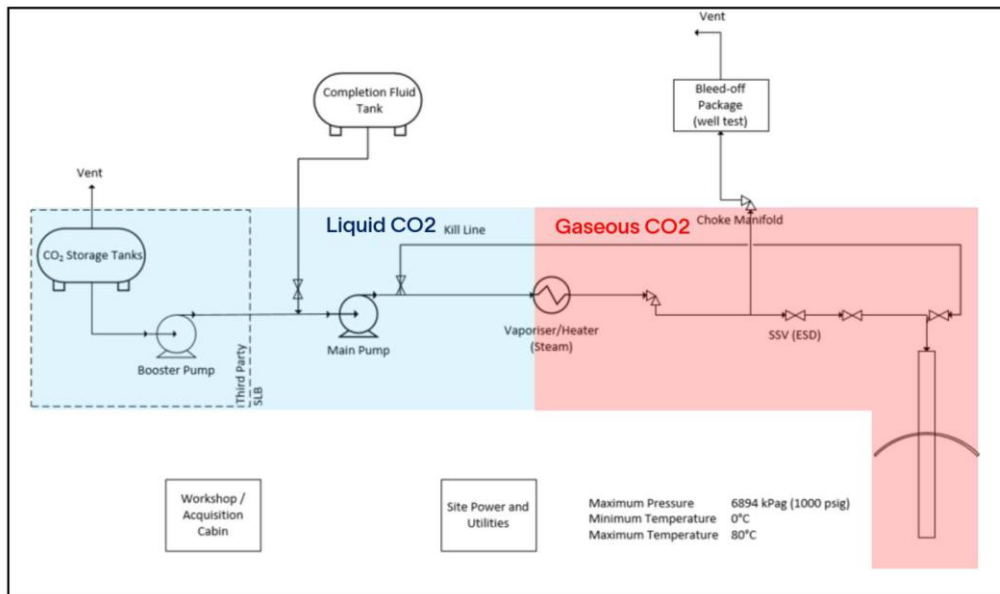 Vent
Completion Fluid
Tank
Bleed-off
Package
(well test)
Vent
Liquid CO2
Gaseous CO2
Choke Manifold
Kill Line
CO₂ Storage Tanks
Vaporiser/Heater
(Steam)
SSV (ESD)
Main Pump
Booster Pump
Third Party
SLB
Workshop /
Acquisition
Cabin
Site Power and
Utilities
Maximum Pressure 6894 kPag (1000 psig)
Minimum Temperature 0°C
Maximum Temperature 80°C